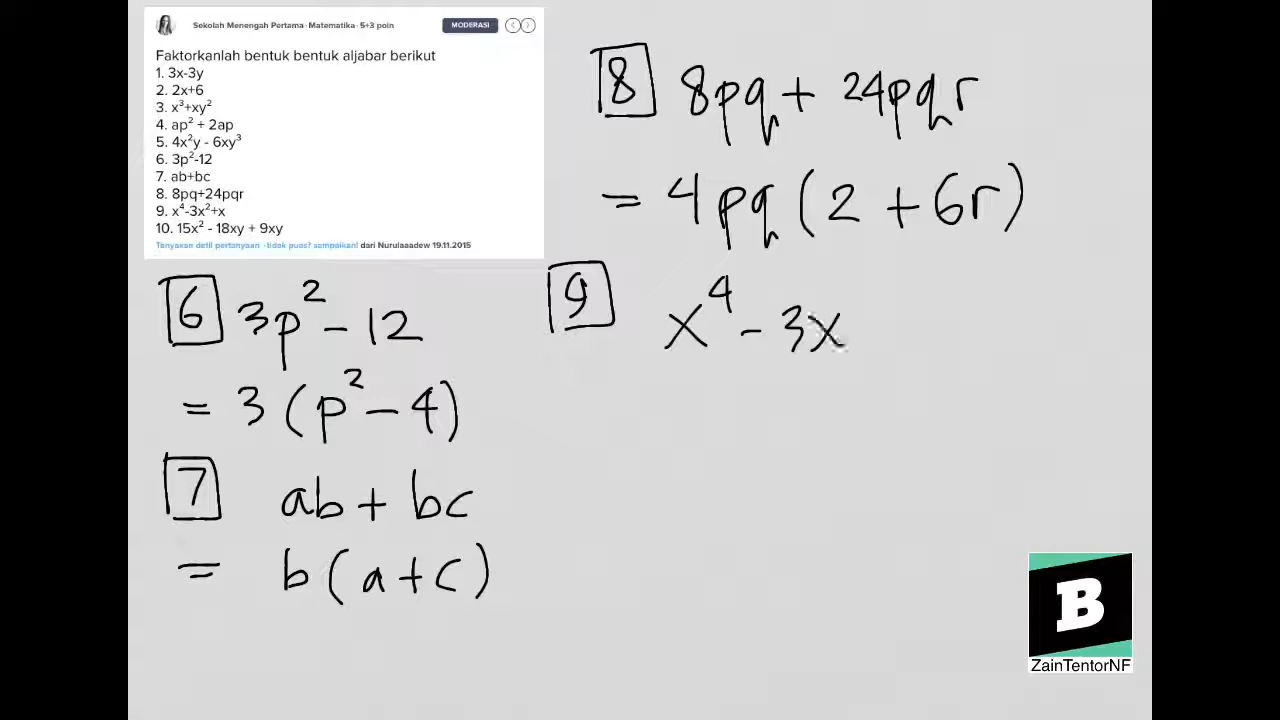 Sekolah Menengah Pertama · Matematika · 5+3 poin
MODERASI
Faktorkanlah bentuk bentuk aljabar berikut
1. 3x-3y
2. 2x+6
3. x³+xy²
4. ap² + 2ap
5. 4x²y - 6xy³
6. 3p²-12
7. ab+bc
8. 8pq+24pqr
9. x⁴-3x²+x
10. 15x² - 18xy + 9xy
Tanyakan detil pertanyaan · tidak puas? sampaikan! dari Nurulaaadew 19.11.2015
6 3p² - 12
= 3 (p² - 4)
7 ab + bc
= b (a + c)
8 8pq + 24pqr
= 4pq (2 + 6r)
9 x⁴ - 3x
B
ZainTentorNF